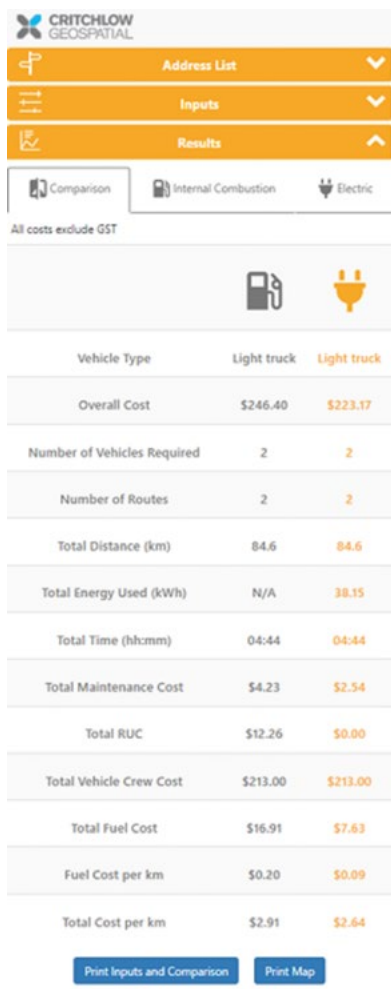 CRITCHLOW
GEOSPATIAL
Address List
Inputs
Results
Comparison Internal Combustion Electric
All costs exclude GST
Vehicle Type Light truck Light truck
Overall Cost $246.40 $223.17
Number of Vehicles Required 2 2
Number of Routes 2 2
Total Distance (km) 84.6 84.6
Total Energy Used (kWh) N/A 38.15
Total Time (hh:mm) 04:44 04:44
Total Maintenance Cost $4.23 $2.54
Total RUC $12.26 $0.00
Total Vehicle Crew Cost $213.00 $213.00
Total Fuel Cost $16.91 $7.63
Fuel Cost per km $0.20 $0.09
Total Cost per km $2.91 $2.64
Print Inputs and Comparison Print Map